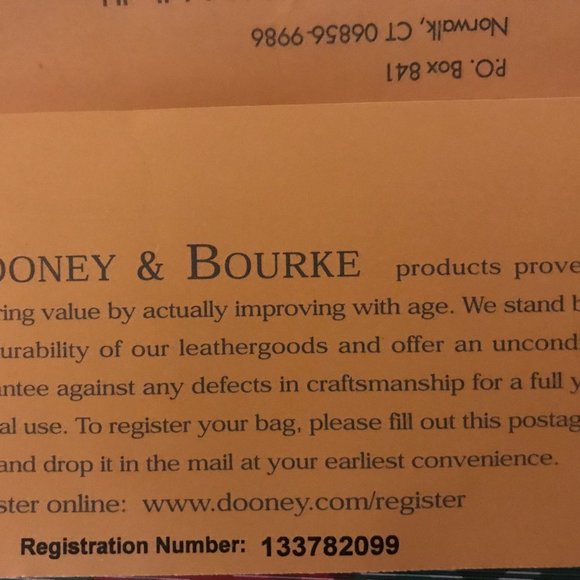 P.O. Box 841
Norwalk, CT 06856-9986
OONEY & BOURKE products prove
ring value by actually improving with age. We stand b
urability of our leathergoods and offer an uncond
antee against any defects in craftsmanship for a full y
al use. To register your bag, please fill out this postag
and drop it in the mail at your earliest convenience.
ster online: www.dooney.com/register
Registration Number: 133782099